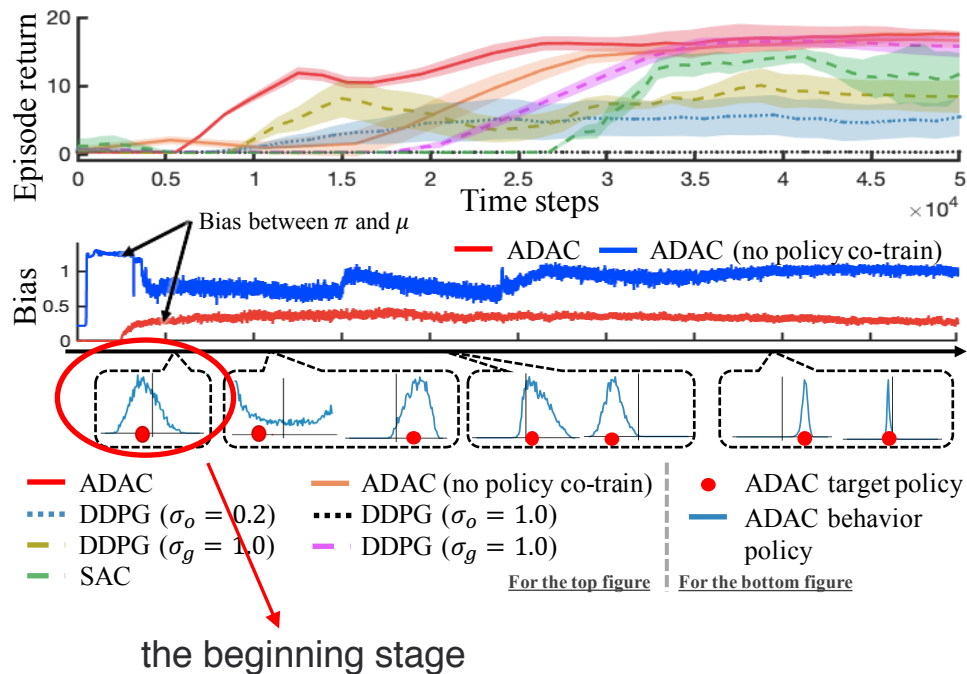 Episode return
20
10
0
0 0.5 1 1.5 2 2.5 3 3.5 4 4.5 5
Time steps
× 10⁴
Bias between π and μ
ADAC ADAC (no policy co-train)
Bias
1
0.5
0
ADAC ADAC (no policy co-train) ADAC target policy
DDPG (σₒ = 0.2) DDPG (σₒ = 1.0) ADAC behavior
DDPG (σ_g = 1.0) DDPG (σ_g = 1.0) policy
SAC
For the top figure For the bottom figure
the beginning stage